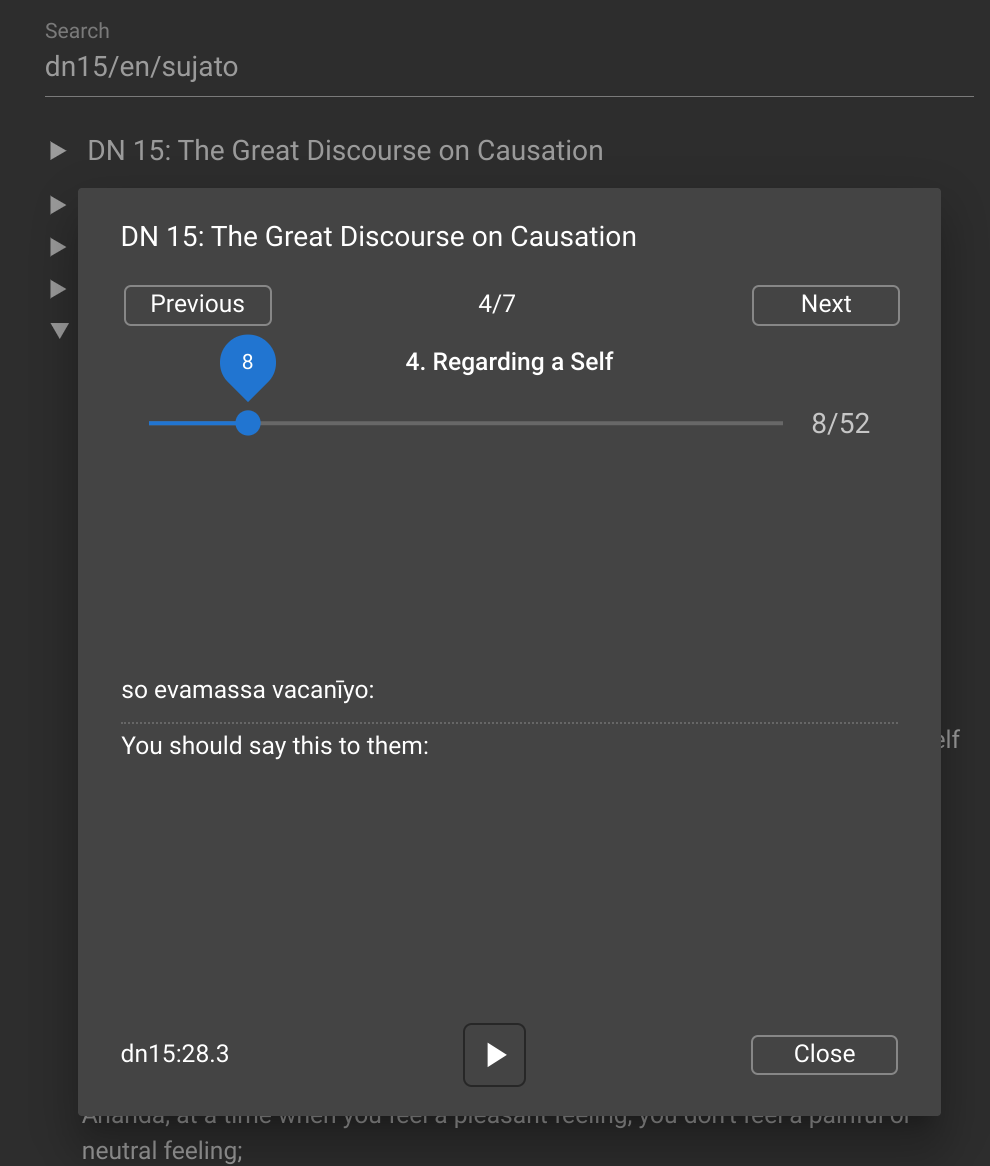 Search
dn15/en/sujato
DN 15: The Great Discourse on Causation
DN 15: The Great Discourse on Causation
Previous 4/7 Next
8 4. Regarding a Self
8/52
so evamassa vacanīyo:
You should say this to them:
dn15:28.3 Close
Ananda, at a time when you feel a pleasant feeling, you don't feel a painful or
neutral feeling;